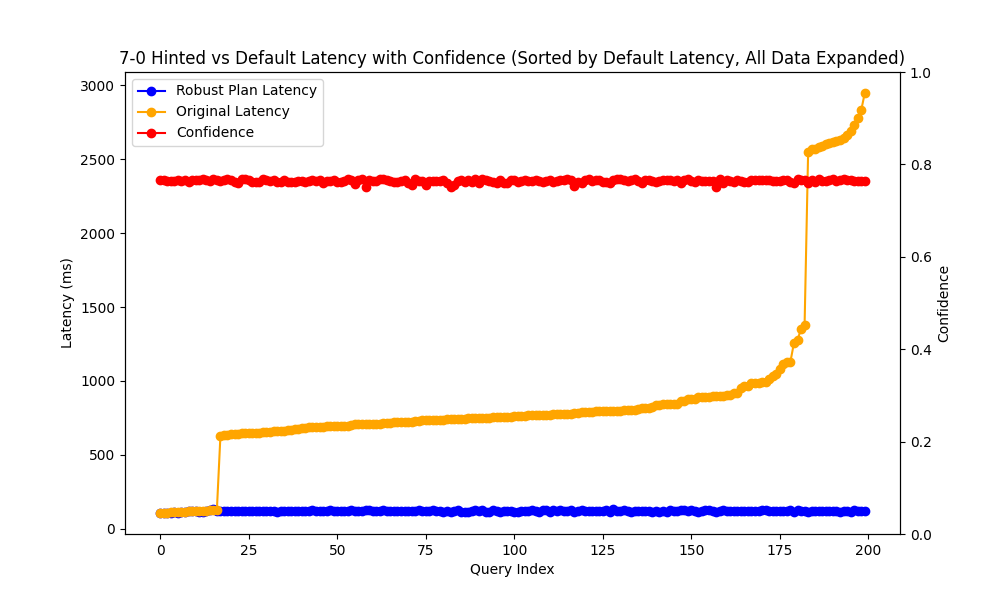 7-0 Hinted vs Default Latency with Confidence (Sorted by Default Latency, All Data Expanded)
Robust Plan Latency
Original Latency
Confidence
3000
2500
2000
1500
1000
500
0
Latency (ms)
1.0
0.8
0.6
0.4
0.2
0.0
Confidence
0 25 50 75 100 125 150 175 200
Query Index